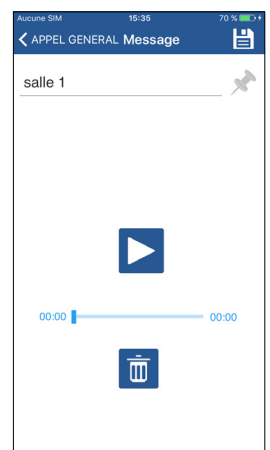 Aucune SIM 15:35 70 %
APPEL GENERAL Message
salle 1
00:00 00:00